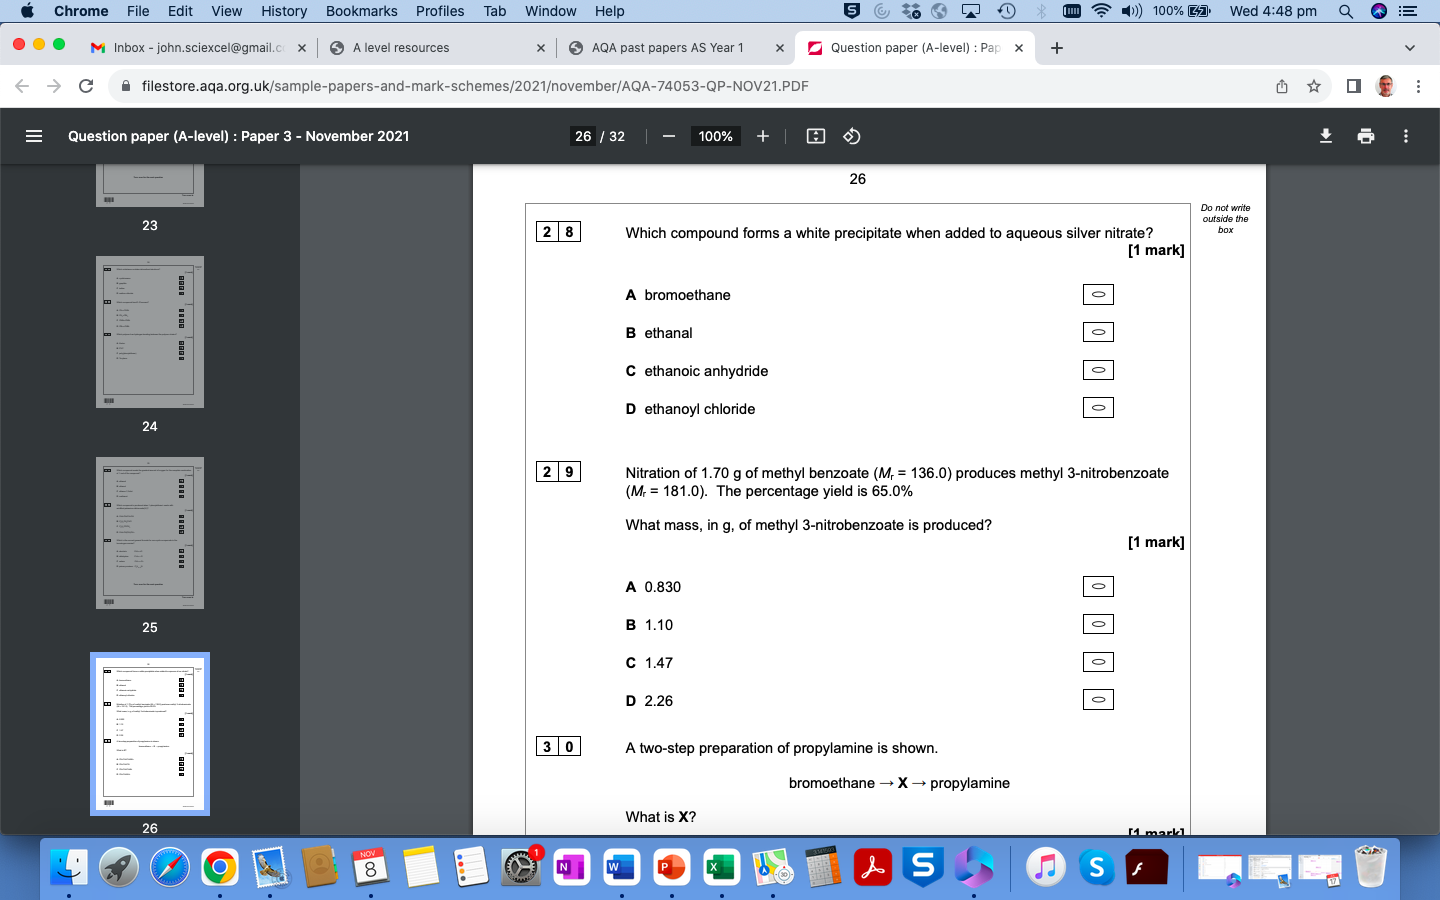 Chrome File Edit View History Bookmarks Profiles Tab Window Help 100% Wed 4:48 pm
Inbox - john.sciexcel@gmail.c
A level resources
AQA past papers AS Year 1
Question paper (A-level) : Pap
filestore.aqa.org.uk/sample-papers-and-mark-schemes/2021/november/AQA-74053-QP-NOV21.PDF
Question paper (A-level) : Paper 3 - November 2021
26 / 32
100%
23
24
25
26
26
Do not write
outside the
box
2 8 Which compound forms a white precipitate when added to aqueous silver nitrate?
[1 mark]
A bromoethane
B ethanal
C ethanoic anhydride
D ethanoyl chloride
2 9 Nitration of 1.70 g of methyl benzoate (Mr = 136.0) produces methyl 3-nitrobenzoate
(Mr = 181.0). The percentage yield is 65.0%
What mass, in g, of methyl 3-nitrobenzoate is produced?
[1 mark]
A 0.830
B 1.10
C 1.47
D 2.26
3 0 A two-step preparation of propylamine is shown.
bromoethane → X → propylamine
What is X?
[1 mark]
NOV
8
1
N
W
P
X
3D
S
S
f
17